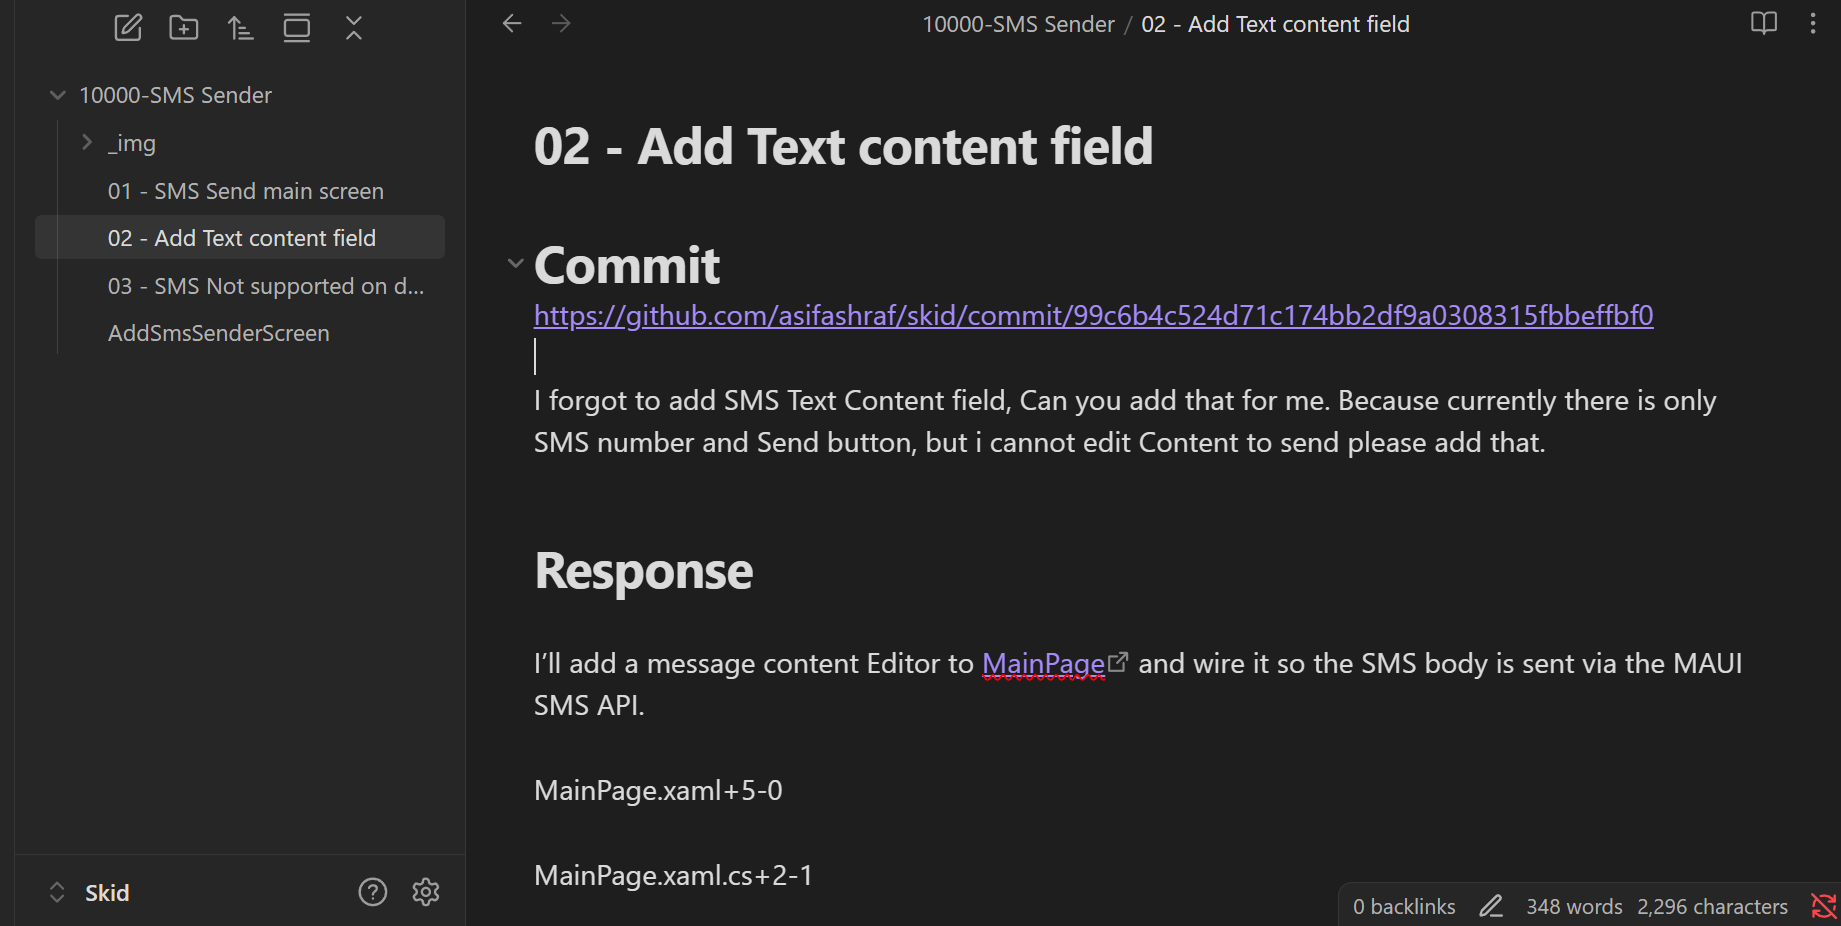 10000-SMS Sender / 02 - Add Text content field
10000-SMS Sender
_img
01 - SMS Send main screen
02 - Add Text content field
03 - SMS Not supported on d...
AddSmsSenderScreen
Skid
02 - Add Text content field
Commit
https://github.com/asifashraf/skid/commit/99c6b4c524d71c174bb2df9a0308315fbbeffbf0
I forgot to add SMS Text Content field, Can you add that for me. Because currently there is only
SMS number and Send button, but i cannot edit Content to send please add that.
Response
I’ll add a message content Editor to MainPage and wire it so the SMS body is sent via the MAUI
SMS API.
MainPage.xaml+5-0
MainPage.xaml.cs+2-1
0 backlinks 348 words 2,296 characters